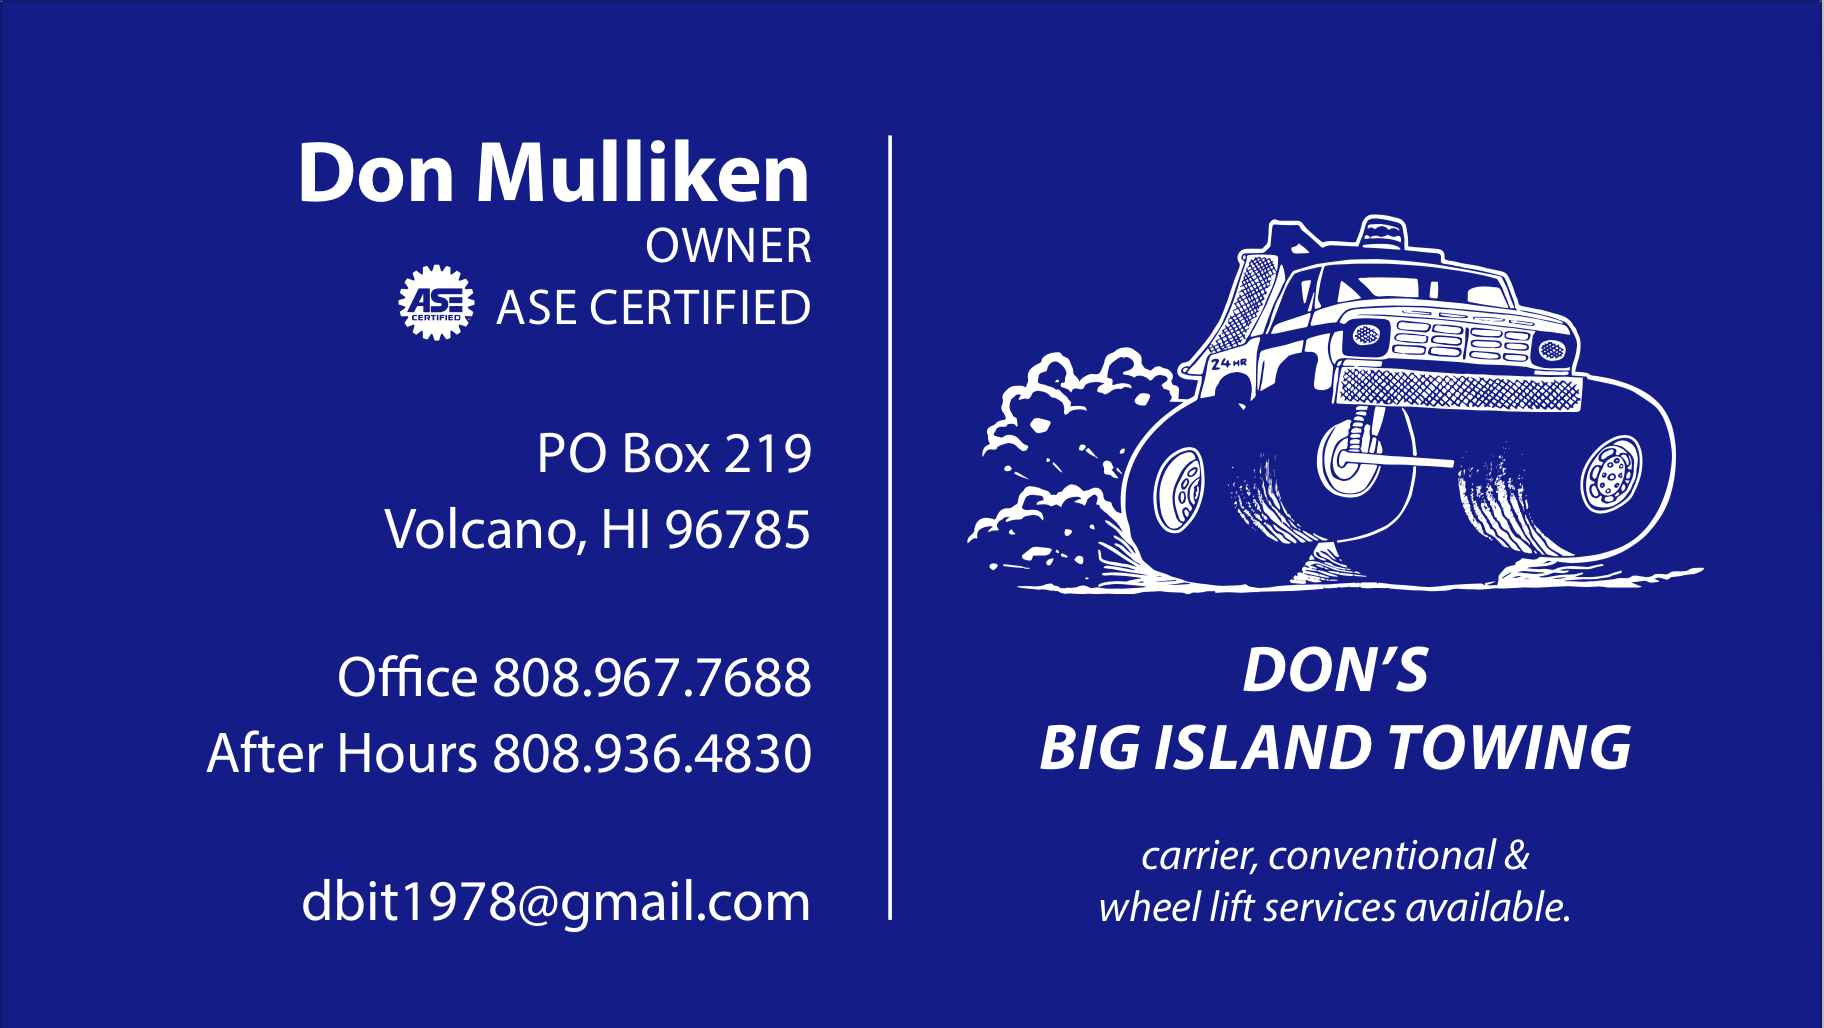 Don Mulliken
OWNER
ASE
CERTIFIED
ASE CERTIFIED
PO Box 219
Volcano, HI 96785
Office 808.967.7688
After Hours 808.936.4830
dbit1978@gmail.com
24 HR
DON'S
BIG ISLAND TOWING
carrier, conventional &
wheel lift services available.